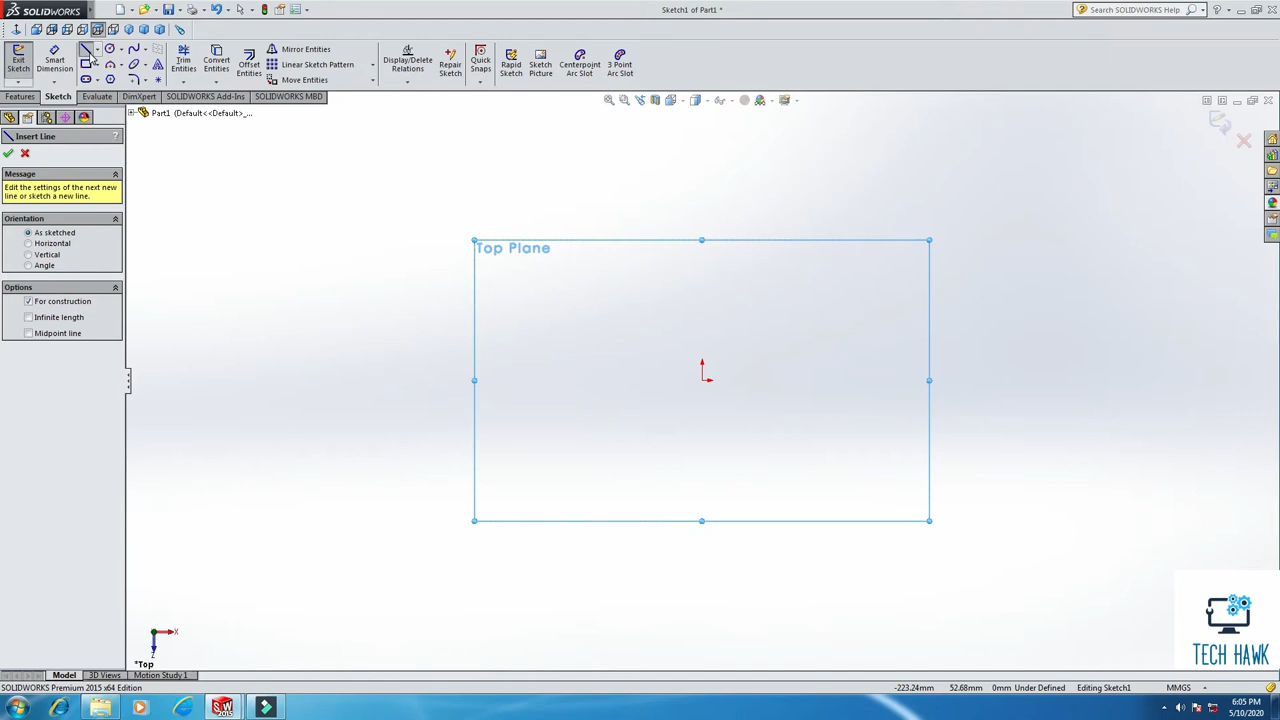 SOLIDWORKS
Sketch1 of Part1 *
Search SOLIDWORKS Help
Exit Sketch
Smart Dimension
Trim Entities
Convert Entities
Offset Entities
Mirror Entities
Linear Sketch Pattern
Move Entities
Display/Delete Relations
Repair Sketch
Quick Snaps
Rapid Sketch
Sketch Picture
Centerpoint Arc Slot
3 Point Arc Slot
Features
Sketch
Evaluate
DimXpert
SOLIDWORKS Add-Ins
SOLIDWORKS MBD
Part1 (Default<<Default>_...
Insert Line
?
Message
Edit the settings of the next new
line or sketch a new line.
Orientation
As sketched
Horizontal
Vertical
Angle
Options
For construction
Infinite length
Midpoint line
Top Plane
X
Z
*Top
TECH HAWK
Model
3D Views
Motion Study 1
SOLIDWORKS Premium 2015 x64 Edition
-223.24mm
52.68mm
0mm
Under Defined
Editing Sketch1
MMGS
6:05 PM
5/10/2020